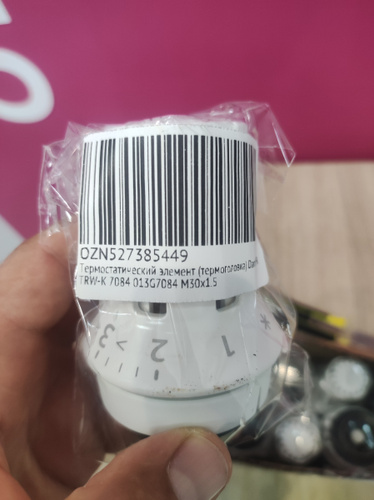 OZN527385449
Термостатический элемент (термоголовка)
TRW-K 7084 013G7084 M30x1.5
3 > 2 1 *